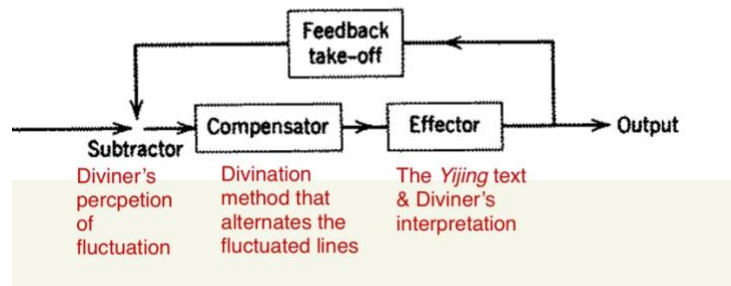 Feedback
take-off
Compensator
Effector
Output
Subtractor
Diviner's
percpetion
of
fluctuation
Divination
method that
alternates the
fluctuated lines
The Yijing text
& Diviner's
interpretation